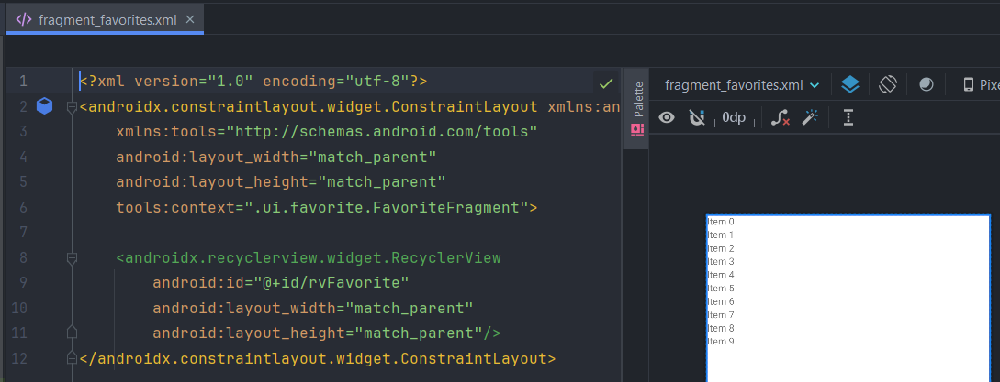 fragment_favorites.xml
1 <?xml version="1.0" encoding="utf-8"?>
2 <androidx.constraintlayout.widget.ConstraintLayout xmlns:an
3 xmlns:tools="http://schemas.android.com/tools"
4 android:layout_width="match_parent"
5 android:layout_height="match_parent"
6 tools:context=".ui.favorite.FavoriteFragment">
7
8 <androidx.recyclerview.widget.RecyclerView
9 android:id="@+id/rvFavorite"
10 android:layout_width="match_parent"
11 android:layout_height="match_parent"/>
12 </androidx.constraintlayout.widget.ConstraintLayout>
Palette
fragment_favorites.xml Pixe
0dp
Item 0
Item 1
Item 2
Item 3
Item 4
Item 5
Item 6
Item 7
Item 8
Item 9